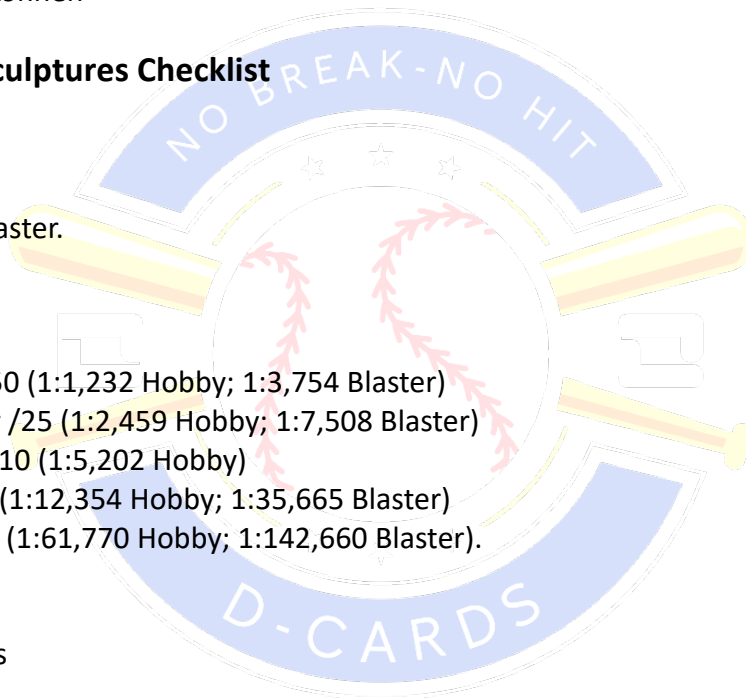 culptures Checklist
NO BREAK-NO HIT
aster.
50 (1:1,232 Hobby; 1:3,754 Blaster)
/25 (1:2,459 Hobby; 1:7,508 Blaster)
10 (1:5,202 Hobby)
(1:12,354 Hobby; 1:35,665 Blaster)
(1:61,770 Hobby; 1:142,660 Blaster).
D-CARDS
s